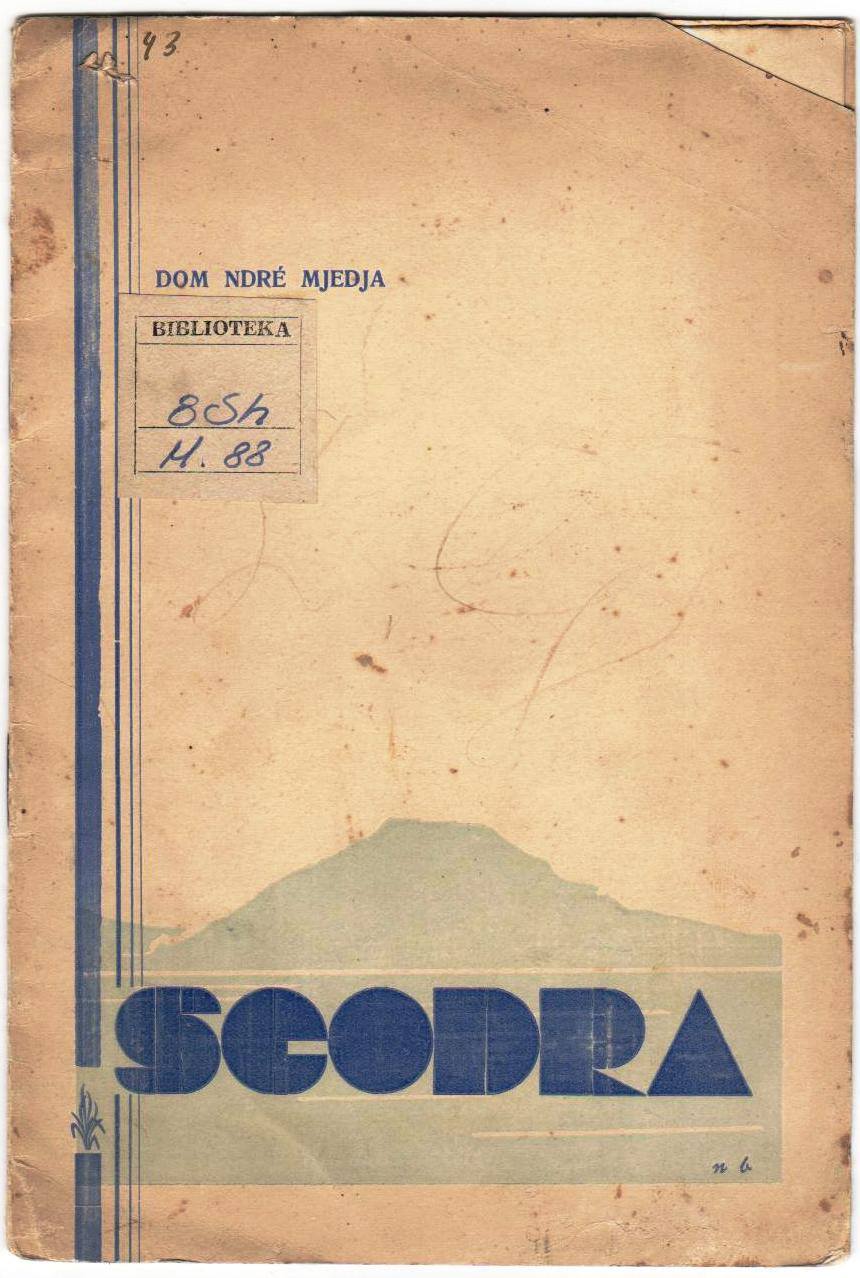 43
DOM NDRÉ MJEDJA
BIBLIOTEKA
8Sh
M. 88
SCODRA
n b